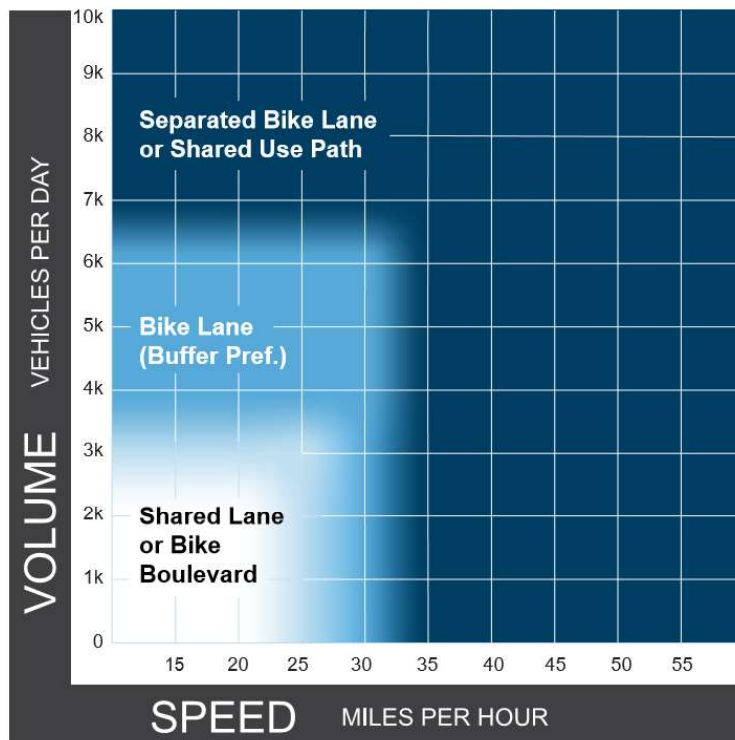 10k
9k
8k
7k
6k
5k
4k
3k
2k
1k
0
VOLUME VEHICLES PER DAY
Separated Bike Lane
or Shared Use Path
Bike Lane
(Buffer Pref.)
Shared Lane
or Bike
Boulevard
15 20 25 30 35 40 45 50 55
SPEED MILES PER HOUR